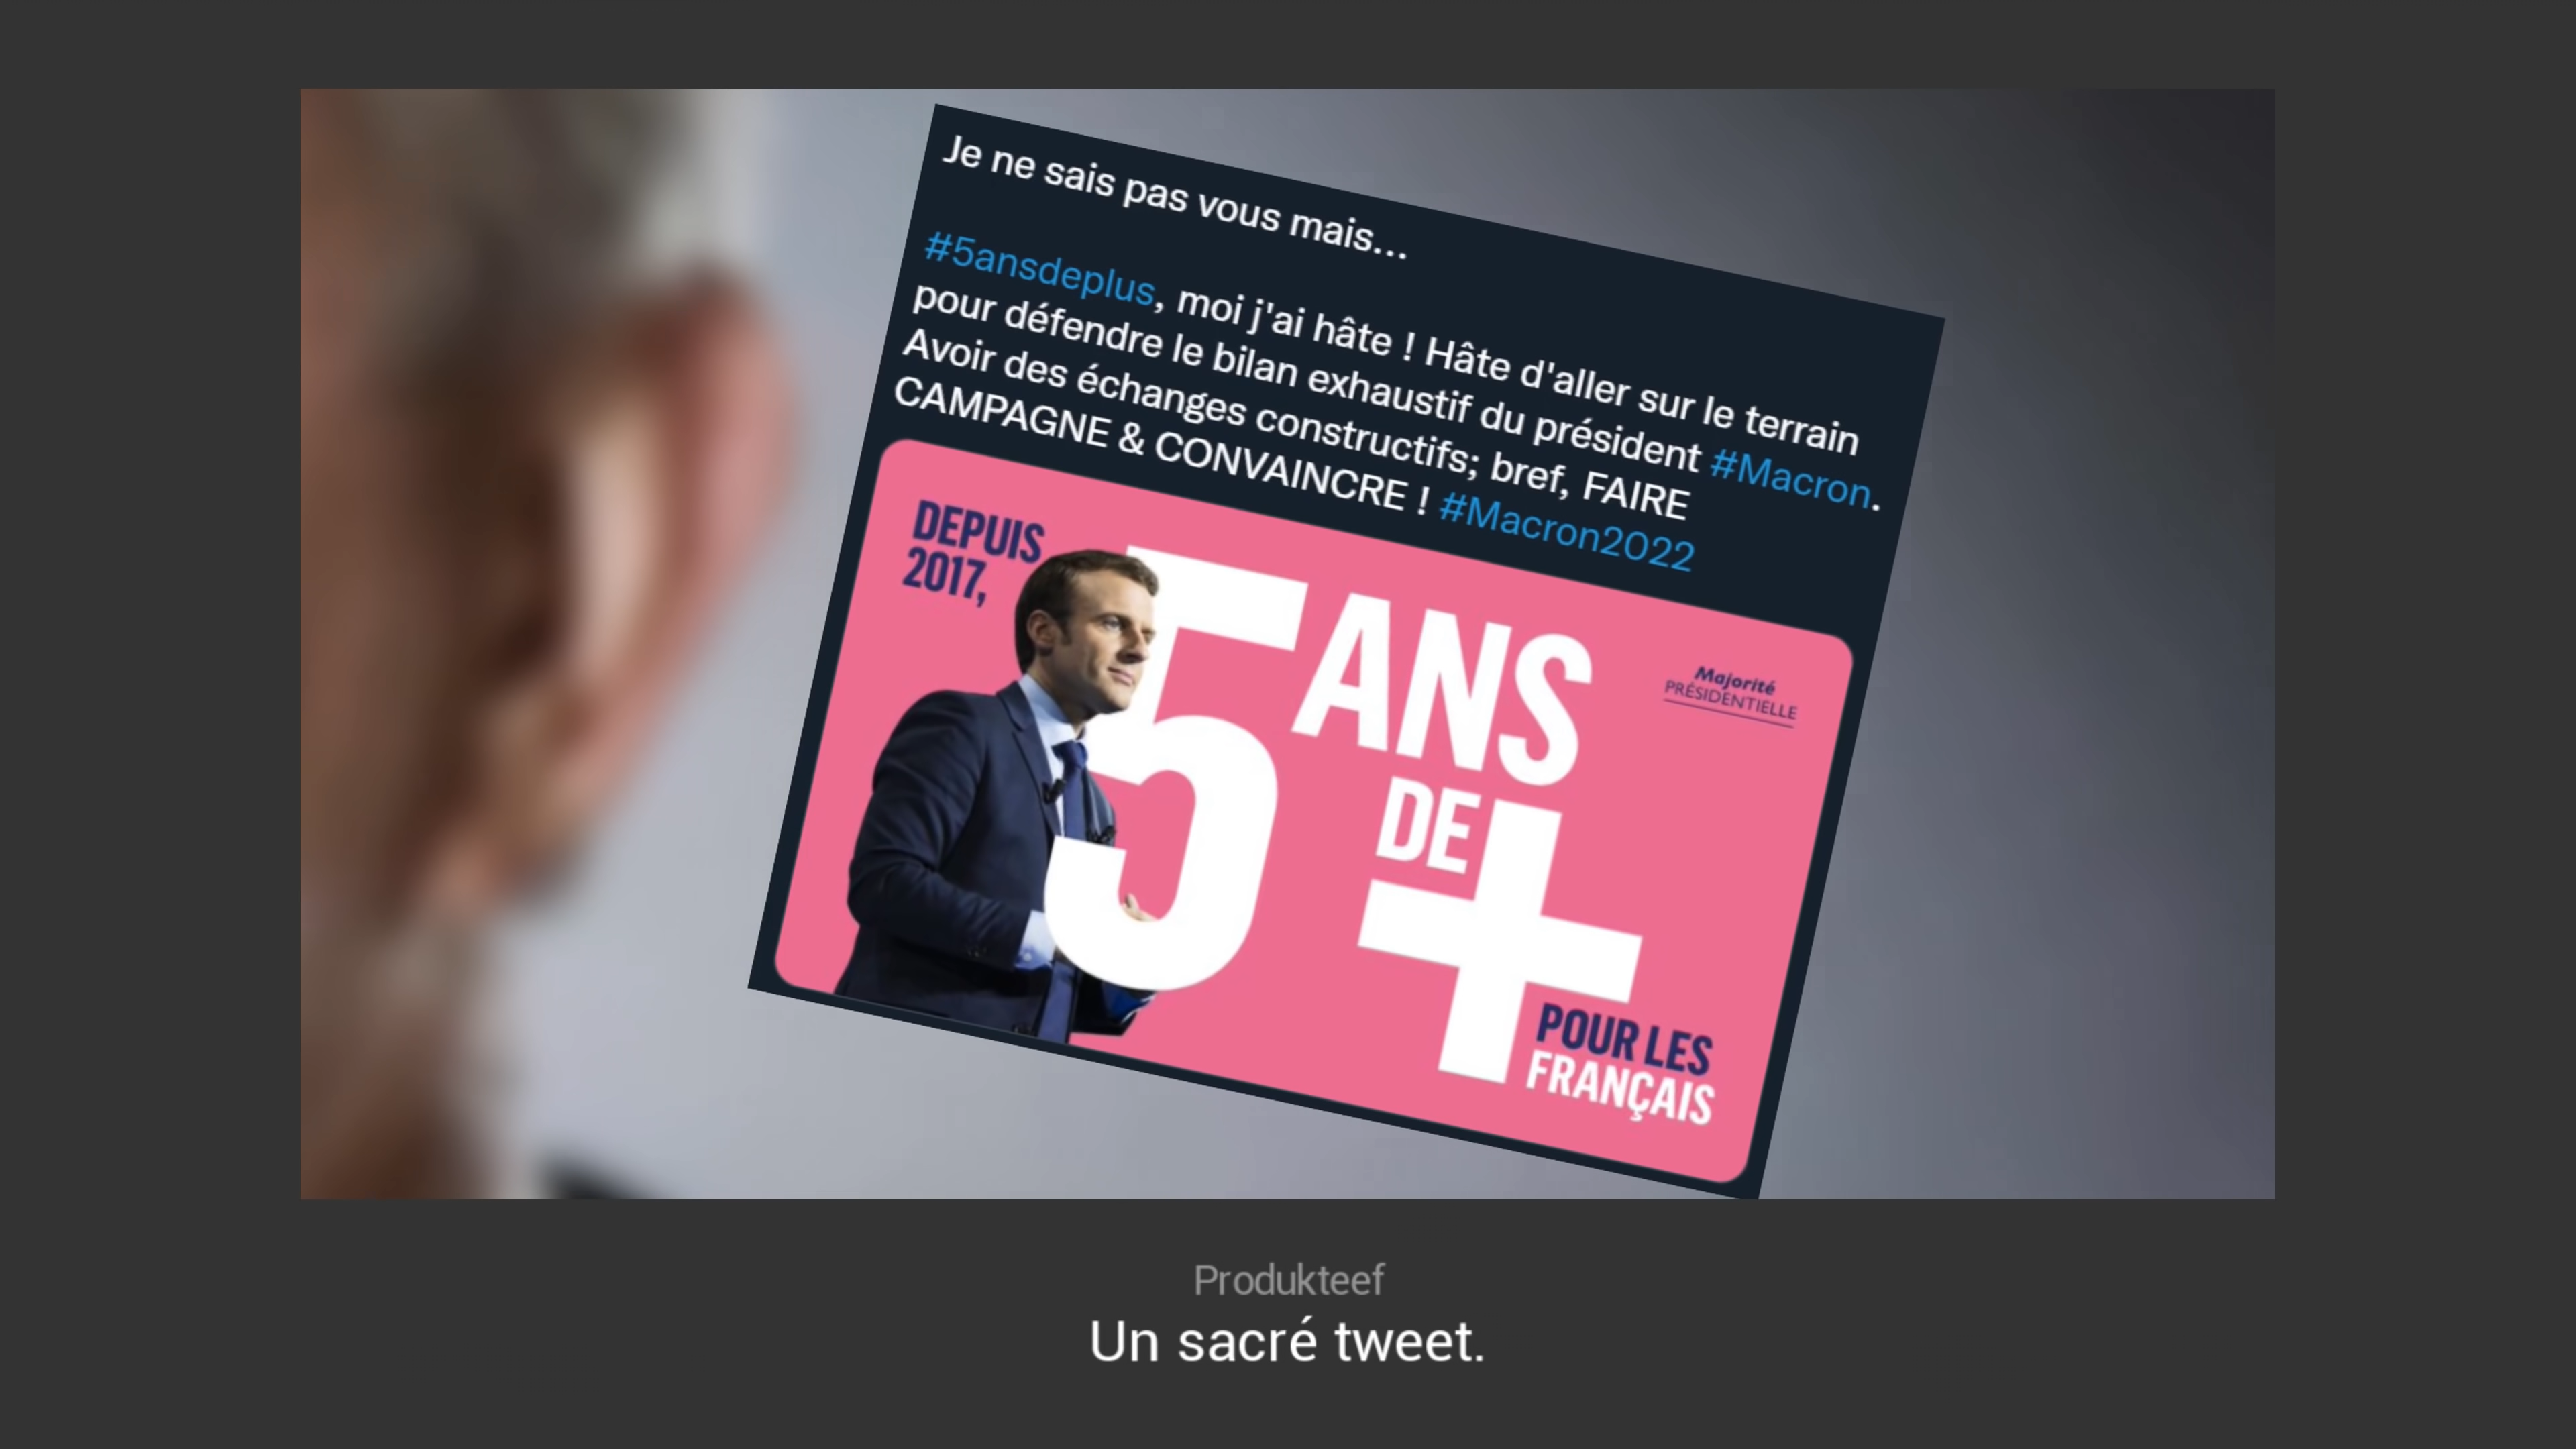 Je ne sais pas vous mais...
#5ansdeplus, moi j'ai hâte ! Hâte d'aller sur le terrain
pour défendre le bilan exhaustif du président #Macron.
Avoir des échanges constructifs; bref, FAIRE
CAMPAGNE & CONVAINCRE ! #Macron2022
DEPUIS
2017,
5 ANS
DE +
Majorité
PRÉSIDENTIELLE
POUR LES
FRANÇAIS
Produkteef
Un sacré tweet.